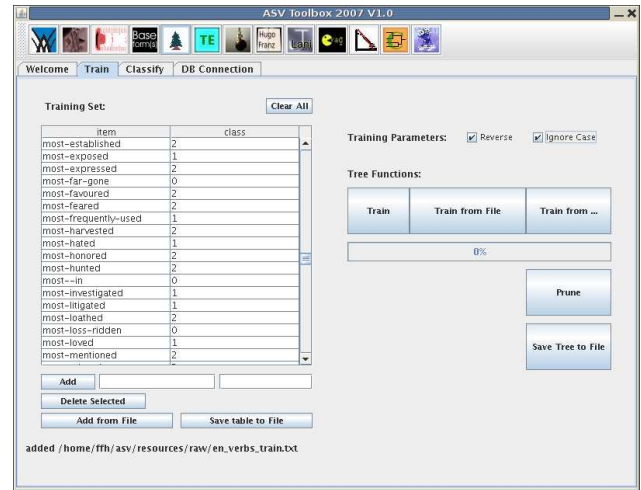 ASV Toolbox 2007 V1.0
Base form(s) TE Hugo Franz
Welcome Train Classify DB Connection
Training Set: Clear All
item class
most-established 2
most-exposed 1
most-expressed 2
most-far-gone 0
most-favoured 2
most-feared 2
most-frequently-used 1
most-harvested 2
most-hated 1
most-honored 2
most-hunted 2
most--in 0
most-investigated 1
most-litigated 1
most-loathed 2
most-loss-ridden 0
most-loved 1
most-mentioned 2
Training Parameters: Reverse Ignore Case
Tree Functions:
Train Train from File Train from ...
0%
Prune
Save Tree to File
Add
Delete Selected
Add from File Save table to File
added /home/ffh/asv/resources/raw/en_verbs_train.txt